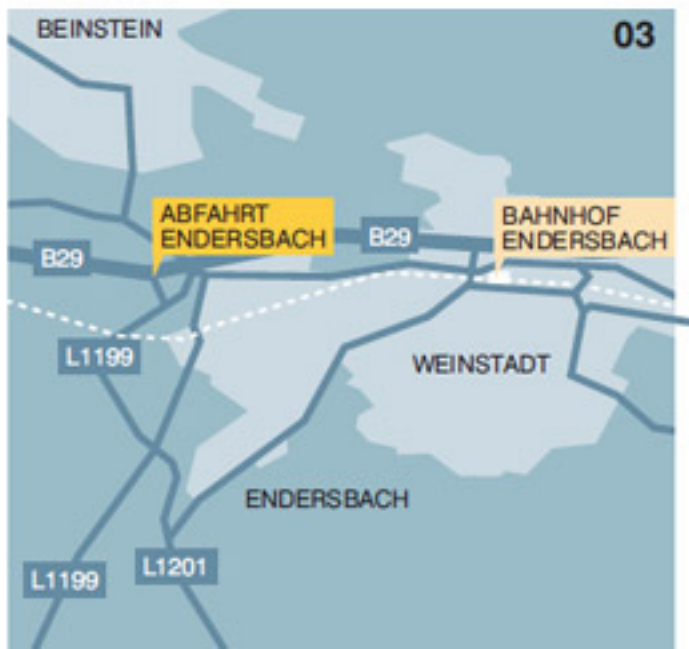 BEINSTEIN
03
ABFAHRT
ENDERSBACH
BAHNHOF
ENDERSBACH
B29
B29
L1199
WEINSTADT
ENDERSBACH
L1199
L1201